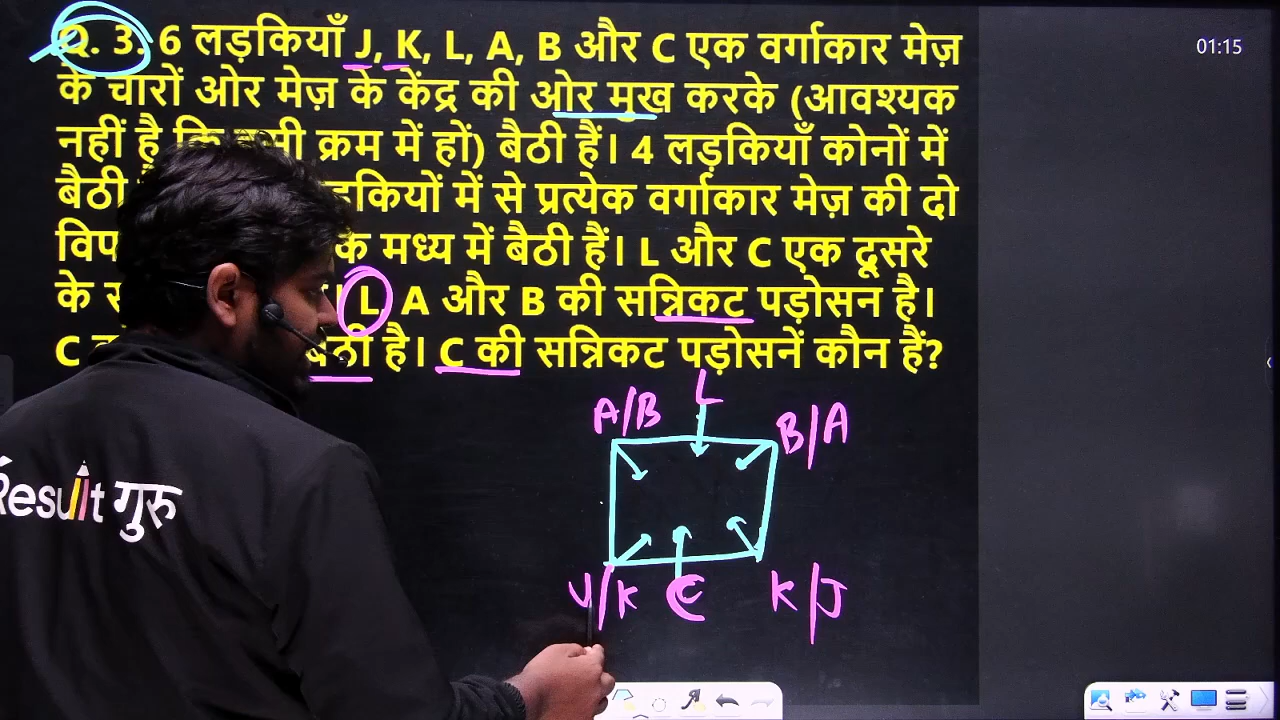 Q. 3. 6 लड़कियाँ J, K, L, A, B और C एक वर्गाकार मेज़
01:15
के चारों ओर मेज़ के केंद्र की ओर मुख करके (आवश्यक
नहीं है क्रम में हों) बैठी हैं। 4 लड़कियाँ कोनों में
बैठी में से प्रत्येक वर्गाकार मेज़ की दो
मध्य में बैठी हैं। L और C एक दूसरे
के L, A और B की सन्निकट पड़ोसन है।
C बैठी है। C की सन्निकट पड़ोसनें कौन हैं?
L
A/B
B/A
J/K C K/J
Result गुरु